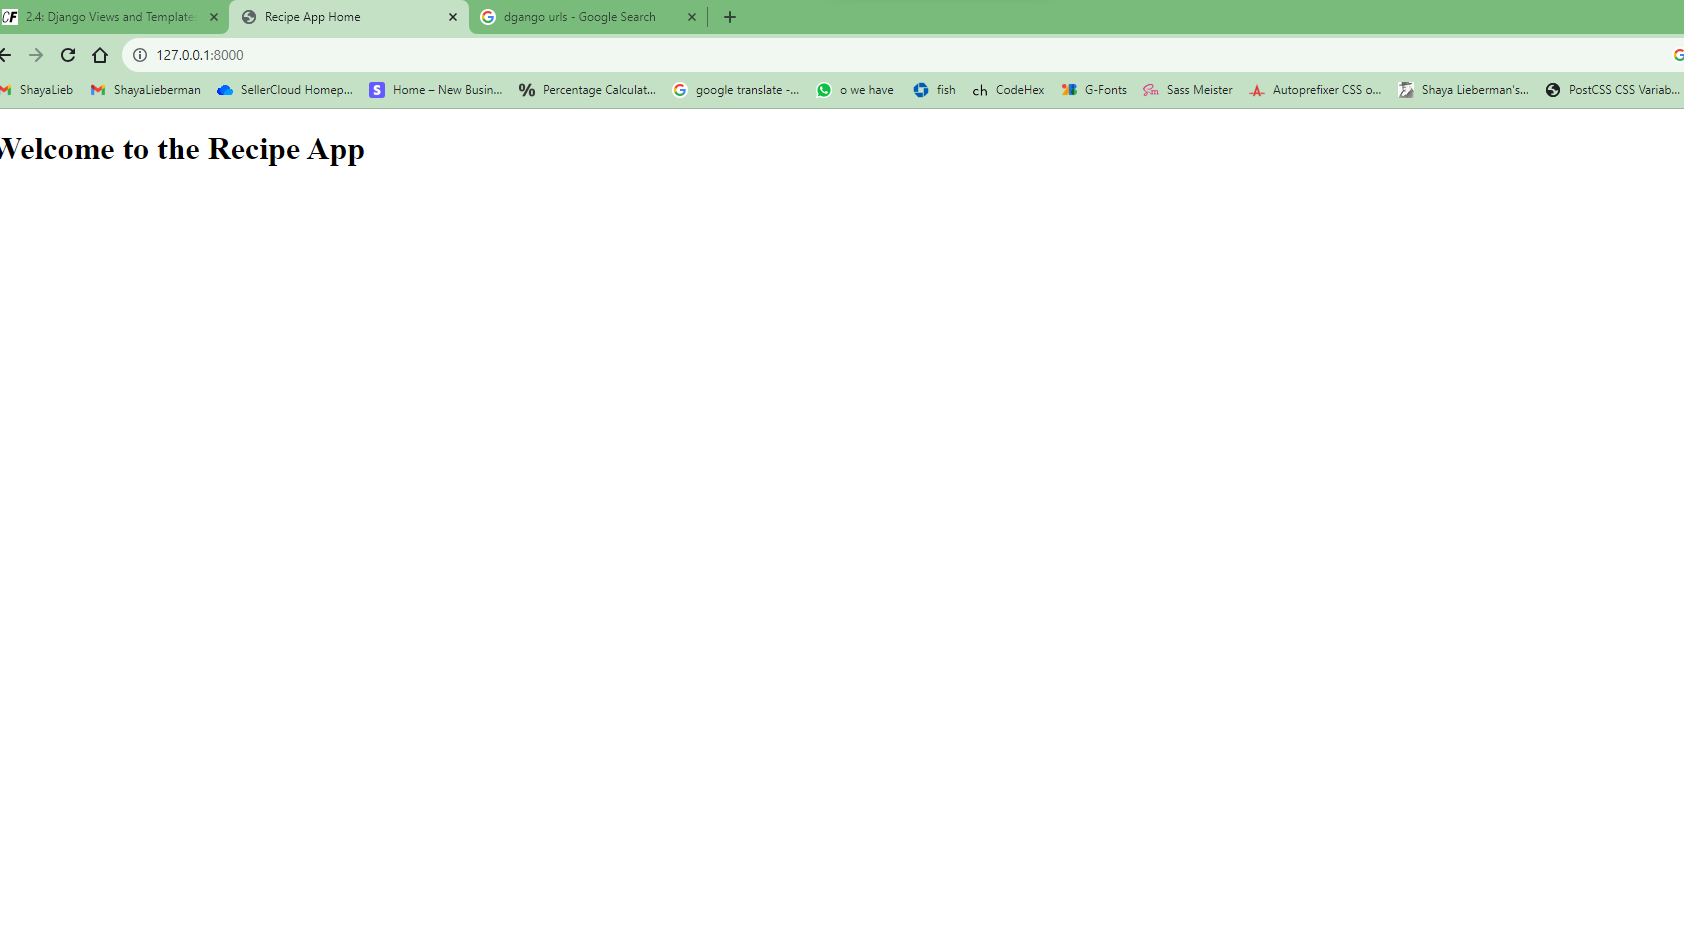 CF 2.4: Django Views and Template
Recipe App Home
dgango urls - Google Search
127.0.0.1:8000
ShayaLieb
ShayaLieberman
SellerCloud Homep...
S Home – New Busin...
% Percentage Calculat...
google translate -...
o we have
fish
ch CodeHex
G-Fonts
Sass Meister
Autoprefixer CSS o...
Shaya Lieberman's...
PostCSS CSS Variab...
Welcome to the Recipe App